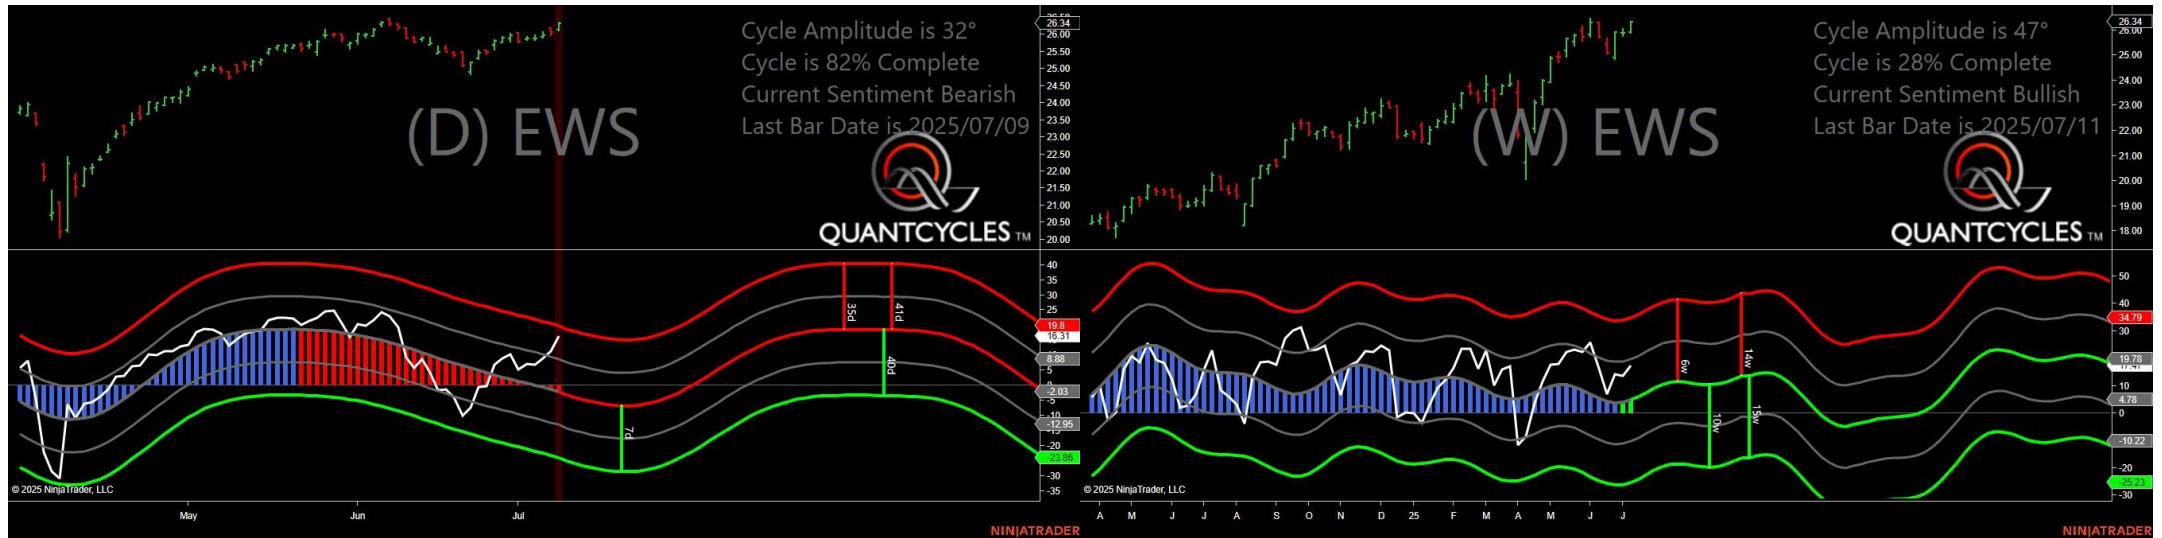 Cycle Amplitude is 32°
Cycle is 82% Complete
Current Sentiment Bearish
Last Bar Date is 2025/07/09
(D) EWS
QUANTCYCLES TM
26.34
26.00
25.50
25.00
24.50
24.00
23.50
23.00
22.50
22.00
21.50
21.00
20.50
20.00
40
35
30
25
19.8
16.31
8.88
5
0
-2.03
-5
-10
-12.95
-20
-23.86
-30
-35
35d
41d
40d
7d
© 2025 NinjaTrader, LLC
May
Jun
Jul
NINJATRADER
Cycle Amplitude is 47°
Cycle is 28% Complete
Current Sentiment Bullish
Last Bar Date is 2025/07/11
(W) EWS
QUANTCYCLES TM
26.34
26.00
25.00
24.00
23.00
22.00
21.00
20.00
19.00
18.00
50
40
34.79
30
19.78
10
4.78
0
-10.22
-20
-25.23
-30
6w
14w
10w
15w
© 2025 NinjaTrader, LLC
A M J J A S O N D 25 F M A M J J
NINJATRADER